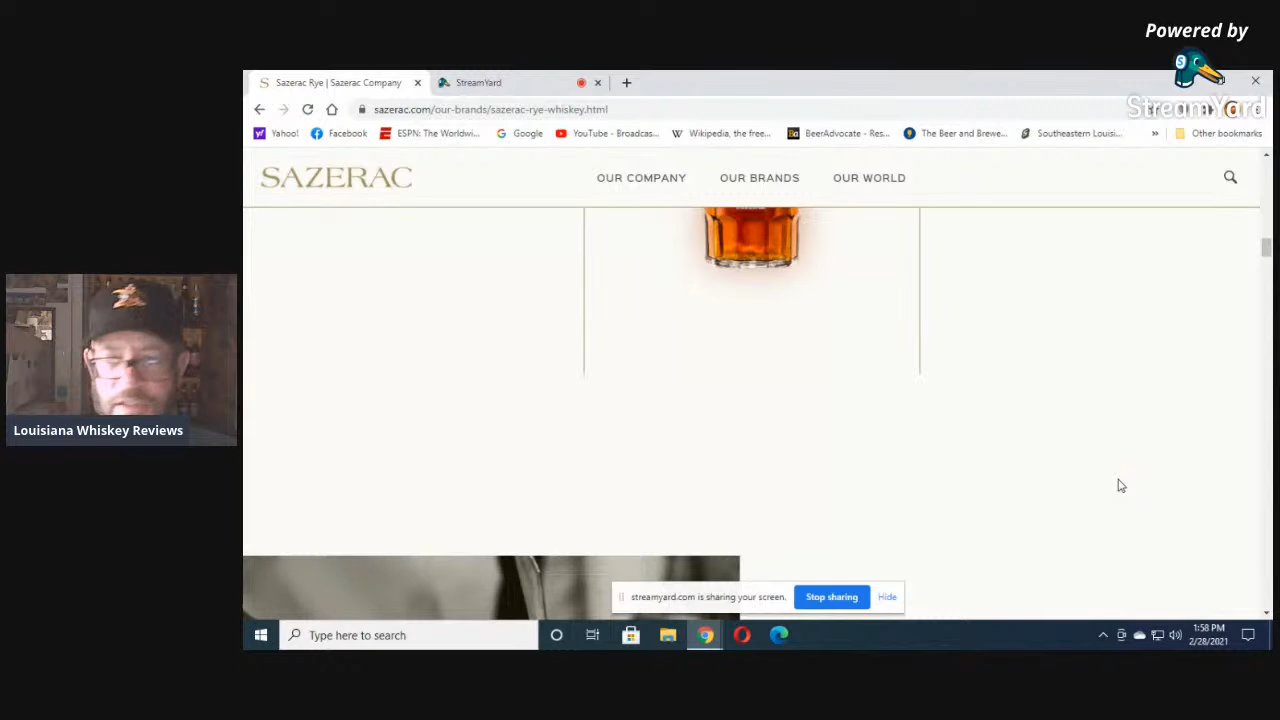 Powered by
StreamYard
Sazerac Rye | Sazerac Company
StreamYard
sazerac.com/our-brands/sazerac-rye-whiskey.html
Yahoo!
Facebook
ESPN: The Worldwi...
Google
YouTube - Broadcas...
Wikipedia, the free...
BeerAdvocate - Res...
The Beer and Brewe...
Southeastern Louisi...
Other bookmarks
SAZERAC
OUR COMPANY
OUR BRANDS
OUR WORLD
Louisiana Whiskey Reviews
streamyard.com is sharing your screen.
Stop sharing
Hide
Type here to search
1:58 PM
2/28/2021